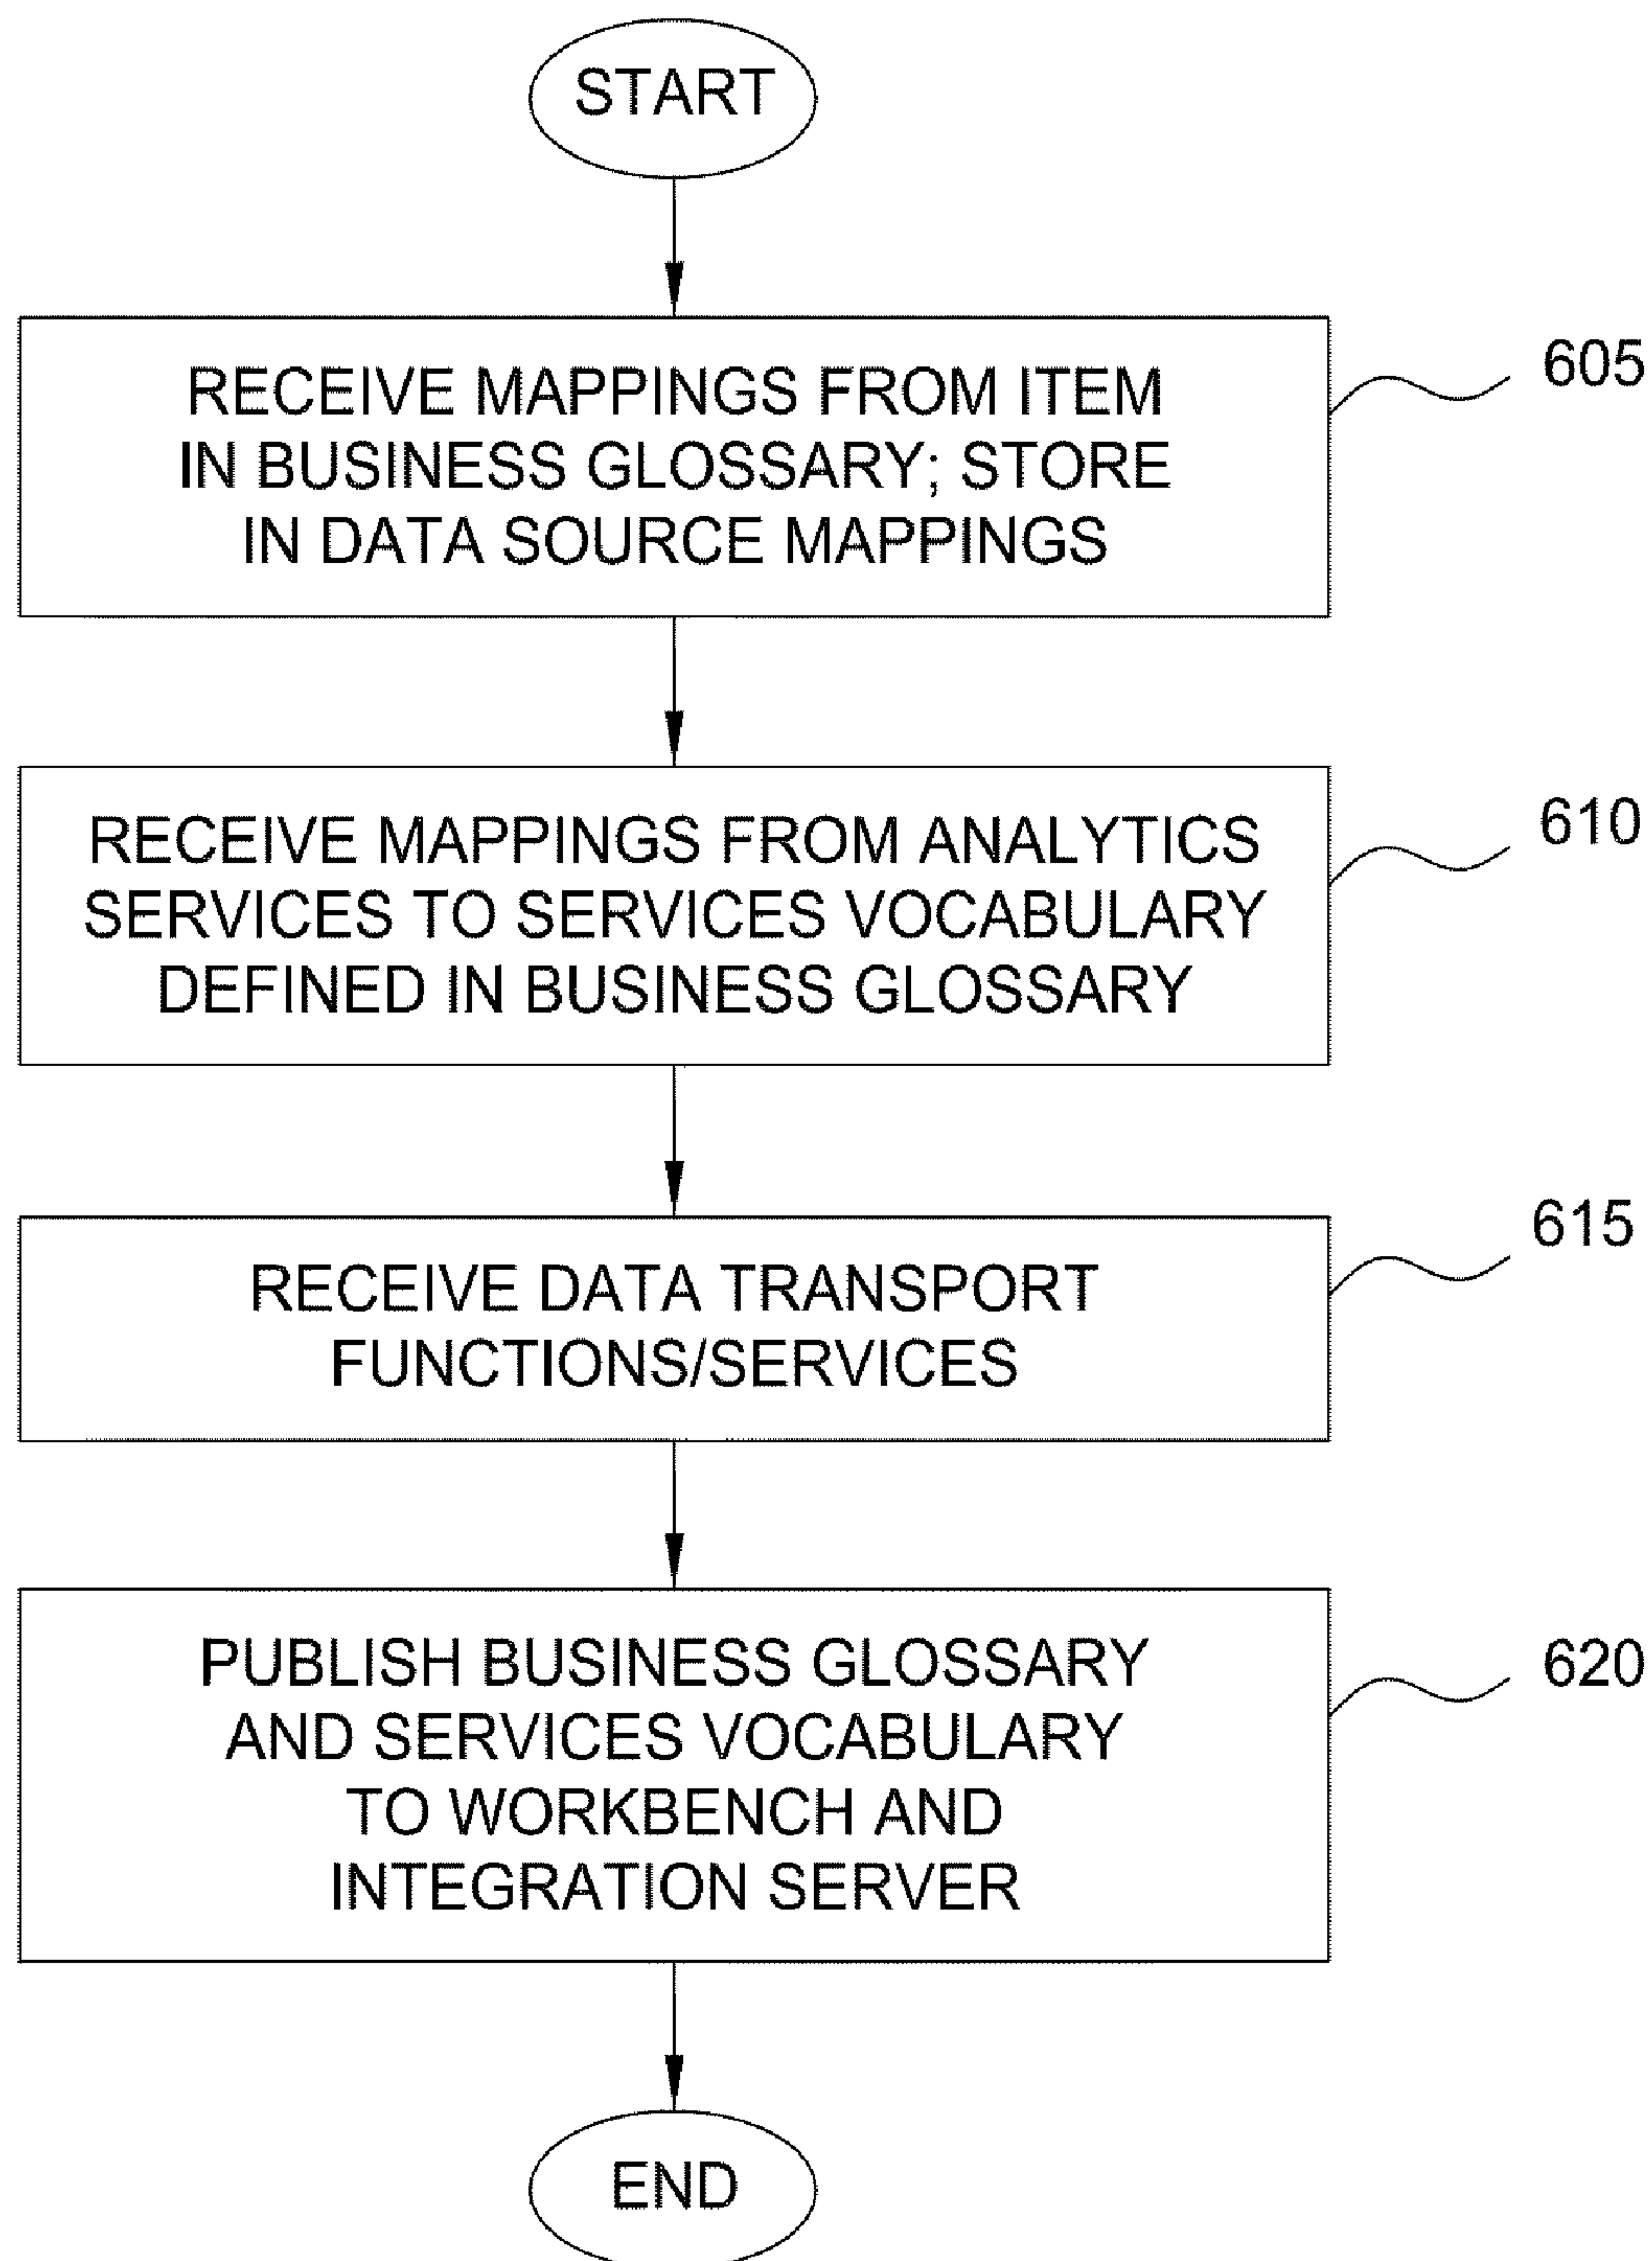 START
RECEIVE MAPPINGS FROM ITEM
IN BUSINESS GLOSSARY; STORE
IN DATA SOURCE MAPPINGS
605
RECEIVE MAPPINGS FROM ANALYTICS
SERVICES TO SERVICES VOCABULARY
DEFINED IN BUSINESS GLOSSARY
610
RECEIVE DATA TRANSPORT
FUNCTIONS/SERVICES
615
PUBLISH BUSINESS GLOSSARY
AND SERVICES VOCABULARY
TO WORKBENCH AND
INTEGRATION SERVER
620
END